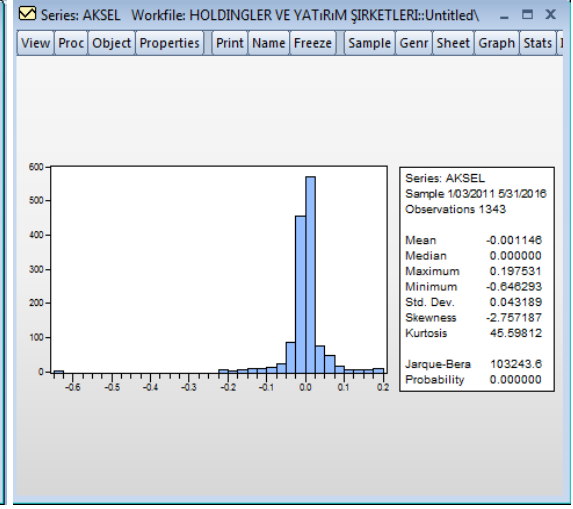 Series: AKSEL Workfile: HOLDINGLER VE YATıRıM ŞIRKETLERI::Untitled\
View Proc Object Properties Print Name Freeze Sample Genr Sheet Graph Stats
600
500
400
300
200
100
0
-0.6 -0.5 -0.4 -0.3 -0.2 -0.1 0.0 0.1 0.2
Series: AKSEL
Sample 1/03/2011 5/31/2016
Observations 1343
Mean -0.001146
Median 0.000000
Maximum 0.197531
Minimum -0.646293
Std. Dev. 0.043189
Skewness -2.757187
Kurtosis 45.59812
Jarque-Bera 103243.6
Probability 0.000000